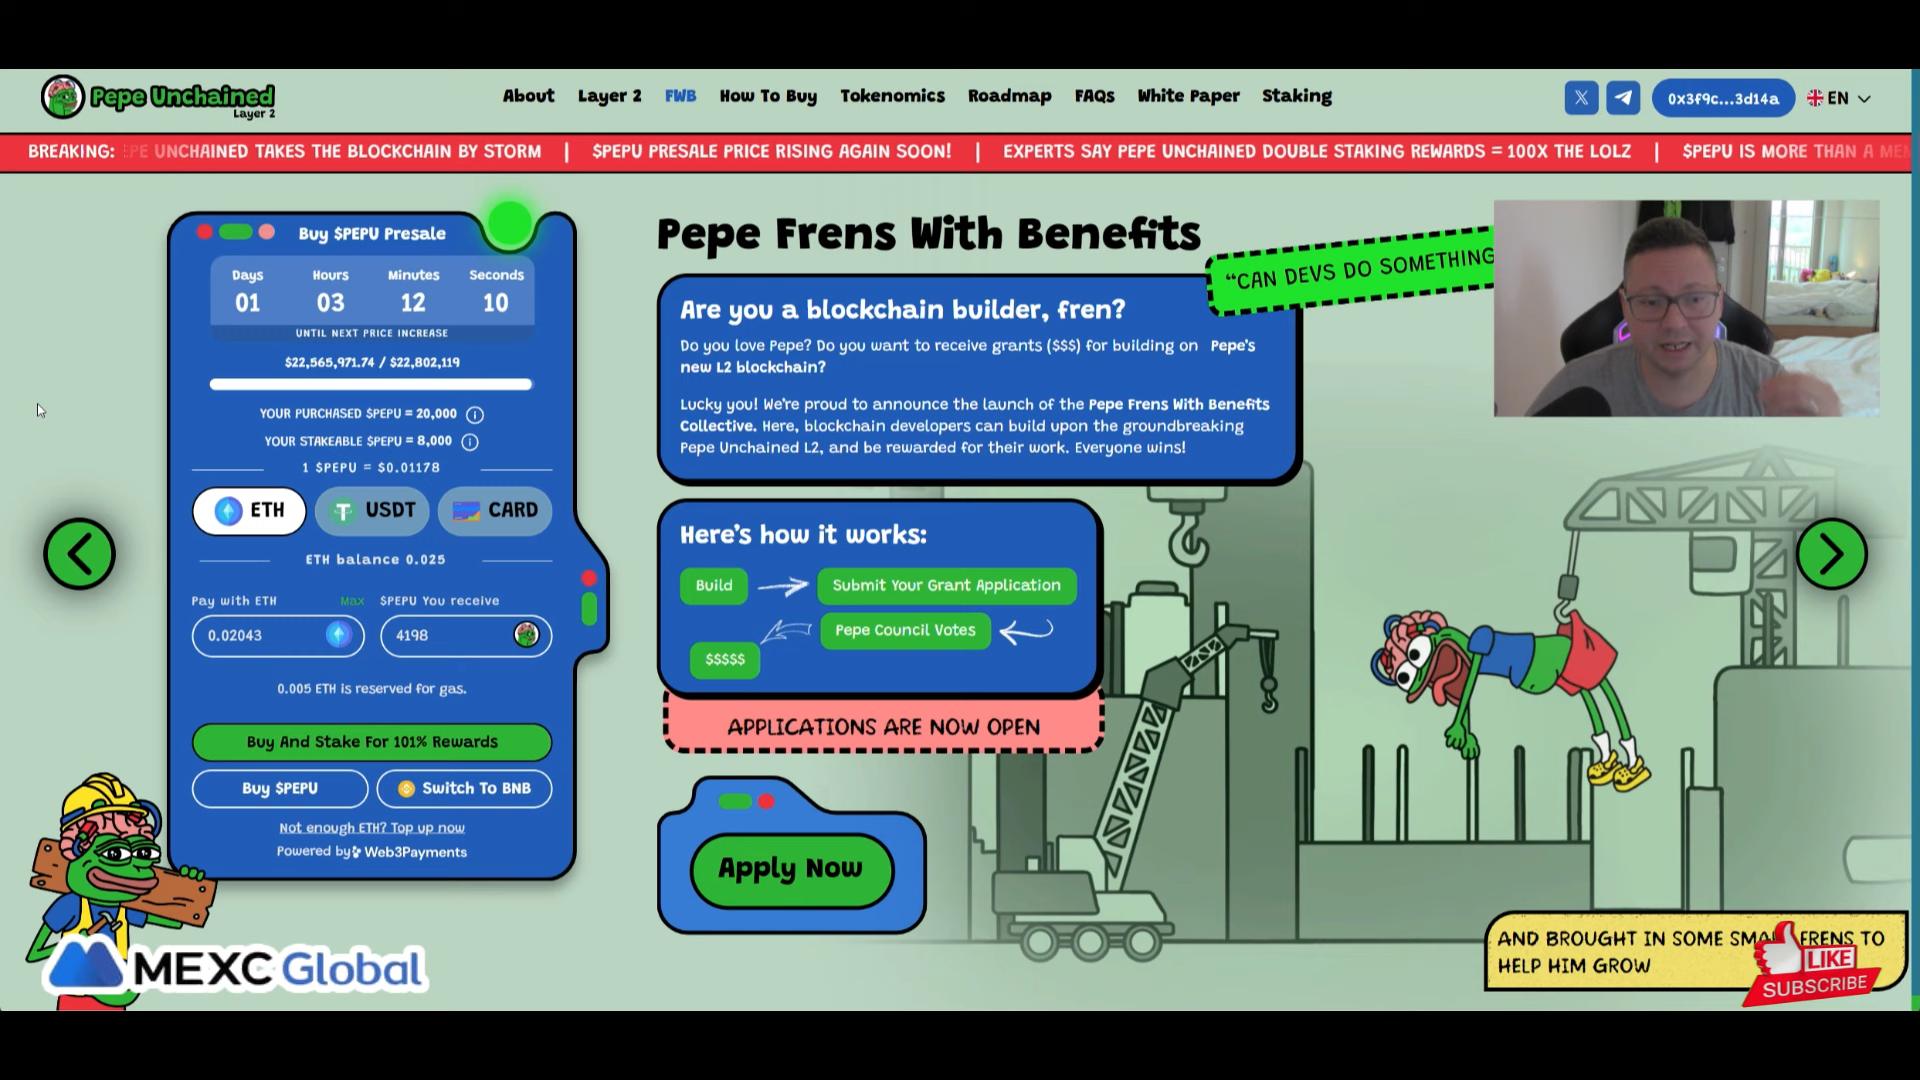 Pepe Unchained
Layer 2
About Layer 2 FWB How To Buy Tokenomics Roadmap FAQs White Paper Staking
0x3f9c...3d14a
EN
BREAKING: PE UNCHAINED TAKES THE BLOCKCHAIN BY STORM | $PEPU PRESALE PRICE RISING AGAIN SOON! | EXPERTS SAY PEPE UNCHAINED DOUBLE STAKING REWARDS = 100X THE LOLZ | $PEPU IS MORE THAN A MEM
Buy $PEPU Presale
Days Hours Minutes Seconds
01 03 12 10
UNTIL NEXT PRICE INCREASE
$22,565,971.74 / $22,802,119
YOUR PURCHASED $PEPU = 20,000
YOUR STAKEABLE $PEPU = 8,000
1 $PEPU = $0.01178
ETH USDT CARD
ETH balance 0.025
Pay with ETH Max $PEPU You receive
0.02043 4198
0.005 ETH is reserved for gas.
Buy And Stake For 101% Rewards
Buy $PEPU Switch To BNB
Not enough ETH? Top up now
Powered by Web3Payments
Pepe Frens With Benefits
"CAN DEVS DO SOMETHING
Are you a blockchain builder, fren?
Do you love Pepe? Do you want to receive grants ($$$) for building on Pepe's
new L2 blockchain?
Lucky you! We're proud to announce the launch of the Pepe Frens With Benefits
Collective. Here, blockchain developers can build upon the groundbreaking
Pepe Unchained L2, and be rewarded for their work. Everyone wins!
Here's how it works:
Build Submit Your Grant Application
Pepe Council Votes
$$$$$
APPLICATIONS ARE NOW OPEN
Apply Now
MEXC Global
AND BROUGHT IN SOME FRENS TO
HELP HIM GROW
LIKE
SUBSCRIBE